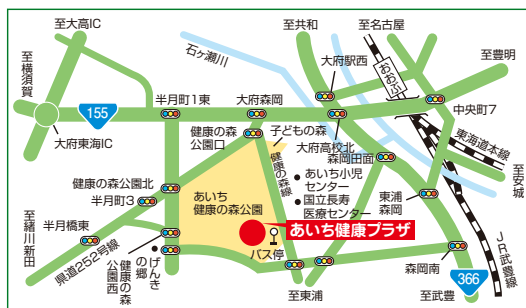 至大高IC
至共和
至名古屋
至豊明
石ヶ瀬川
大府駅西
おおぶ
至横須賀
155
半月町1東
大府森岡
中央町7
大府東海IC
健康の森
公園口
子どもの森
大府高校北
森岡田面
東海道本線
至安城
健康の森線
あいち小児
センター
国立長寿
医療センター
健康の森公園北
半月町3
あいち
健康の森公園
東浦
森岡
半月橋東
至緒川新田
県道252号線
健康の森
公園西
げんき
の郷
あいち健康プラザ
バス停
森岡南
JR武豊線
至東浦
至武豊
366